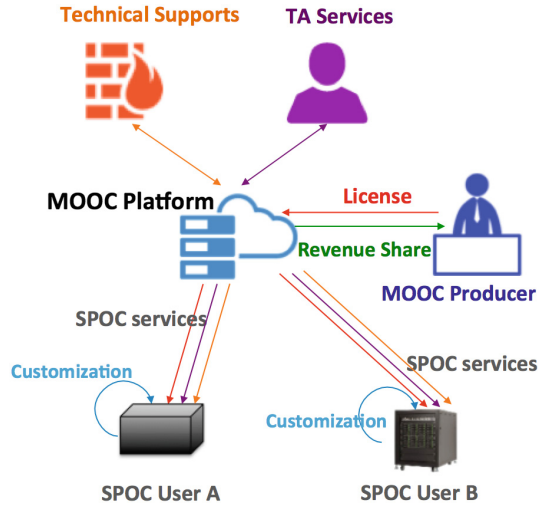 Technical Supports
TA Services
MOOC Platform
License
Revenue Share
MOOC Producer
SPOC services
SPOC services
Customization
Customization
SPOC User A
SPOC User B